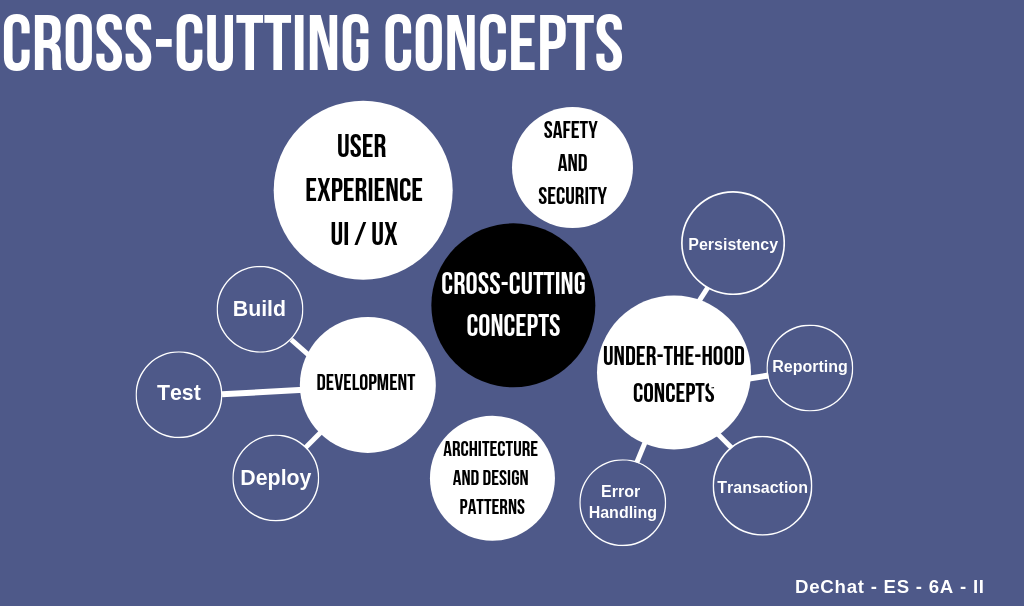 CROSS-CUTTING CONCEPTS
USER
EXPERIENCE
UI / UX
SAFETY
AND
SECURITY
CROSS-CUTTING
CONCEPTS
Persistency
Build
Test
Deploy
DEVELOPMENT
UNDER-THE-HOOD
CONCEPTS
Reporting
ARCHITECTURE
AND DESIGN
PATTERNS
Error
Handling
Transaction
DeChat - ES - 6A - II